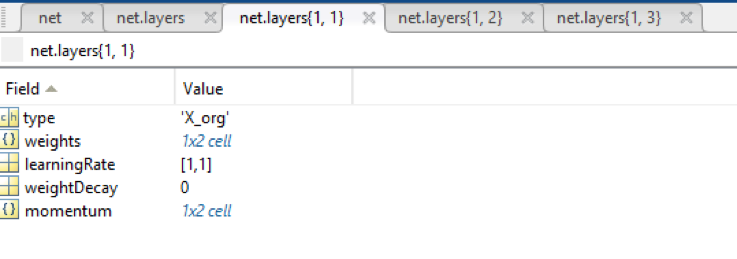 net net.layers net.layers{1, 1} net.layers{1, 2} net.layers{1, 3}
net.layers{1, 1}
Field Value
type 'X_org'
weights 1x2 cell
learningRate [1,1]
weightDecay 0
momentum 1x2 cell